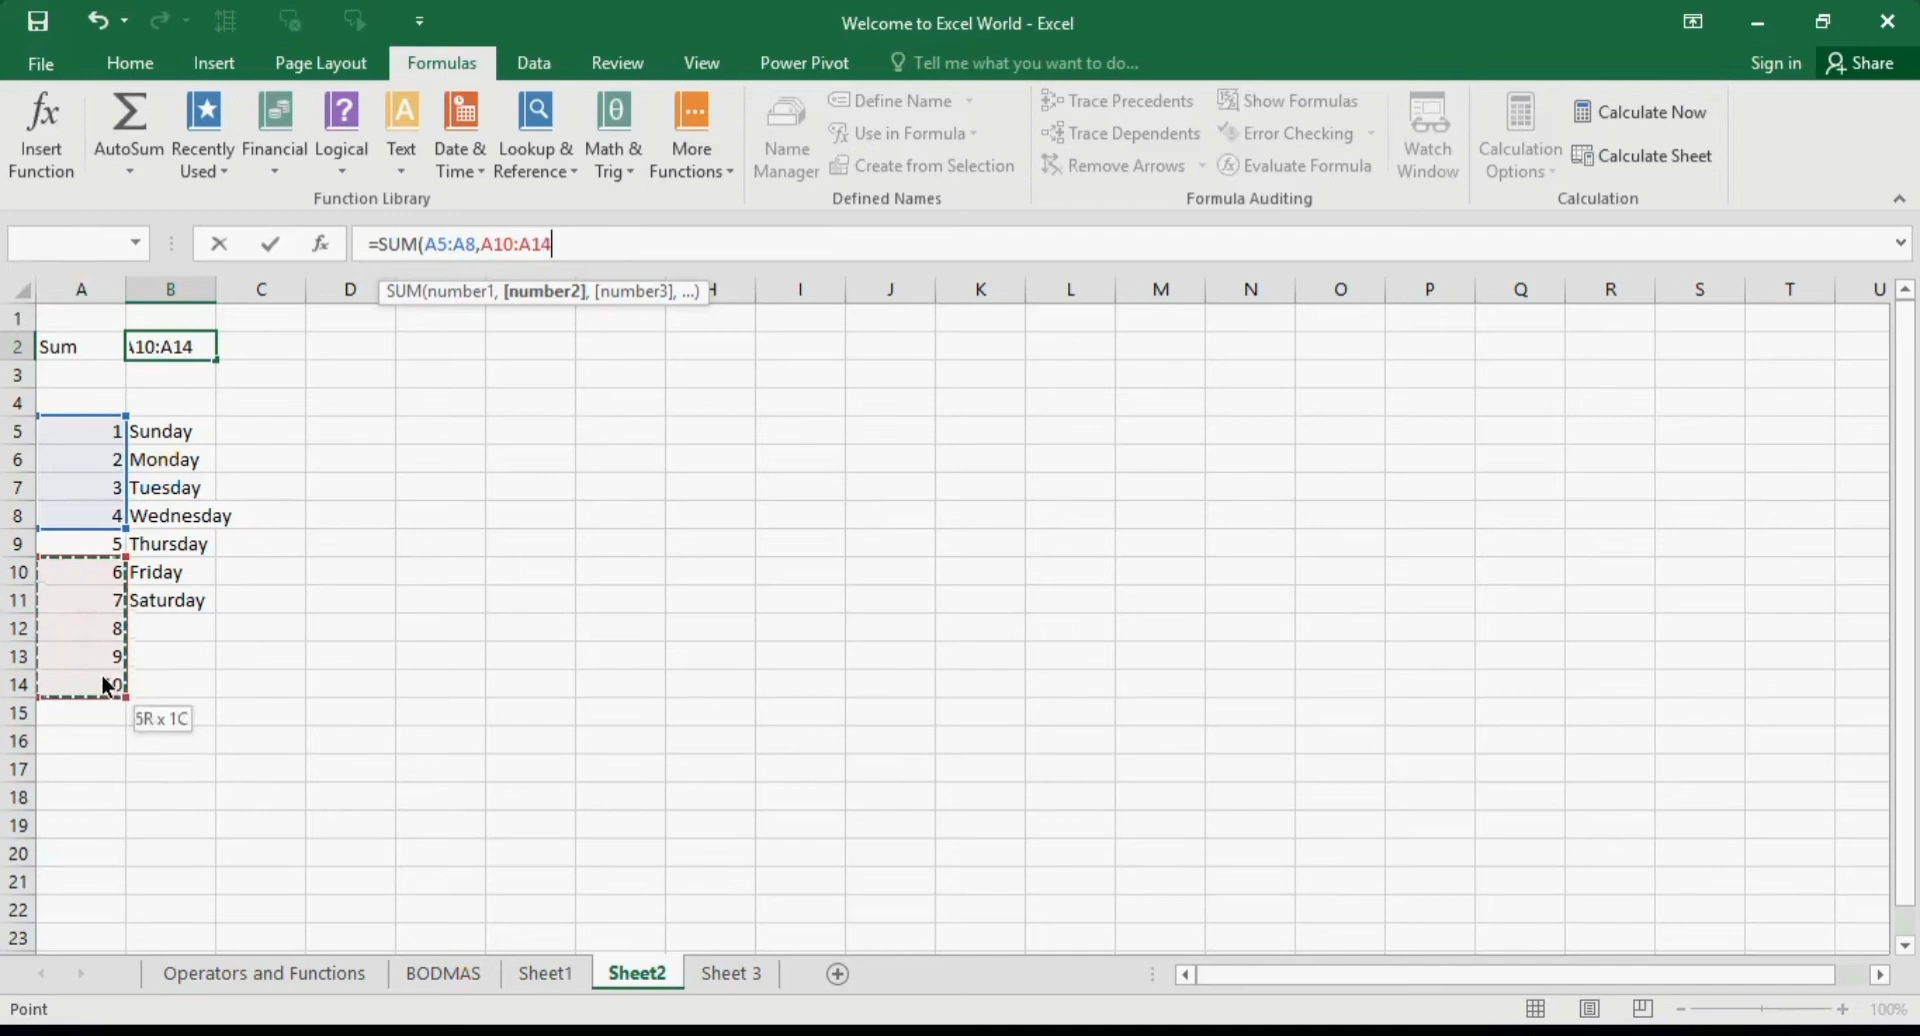 Welcome to Excel World - Excel
File Home Insert Page Layout Formulas Data Review View Power Pivot Tell me what you want to do... Sign in Share
fx Σ ? A θ
Insert Function
AutoSum
Recently Used
Financial
Logical
Text
Date & Time
Lookup & Reference
Math & Trig
More Functions
Function Library
Name Manager
Define Name
Use in Formula
Create from Selection
Defined Names
Trace Precedents
Trace Dependents
Remove Arrows
Show Formulas
Error Checking
Evaluate Formula
Watch Window
Formula Auditing
Calculation Options
Calculate Now
Calculate Sheet
Calculation
fx =SUM(A5:A8,A10:A14
SUM(number1, [number2], [number3], ...)
A B C D H I J K L M N O P Q R S T U
1
2 Sum A10:A14
3
4
5 1 Sunday
6 2 Monday
7 3 Tuesday
8 4 Wednesday
9 5 Thursday
10 6 Friday
11 7 Saturday
12 8
13 9
14 10
15 5R x 1C
16
17
18
19
20
21
22
23
Operators and Functions BODMAS Sheet1 Sheet2 Sheet 3
Point 100%